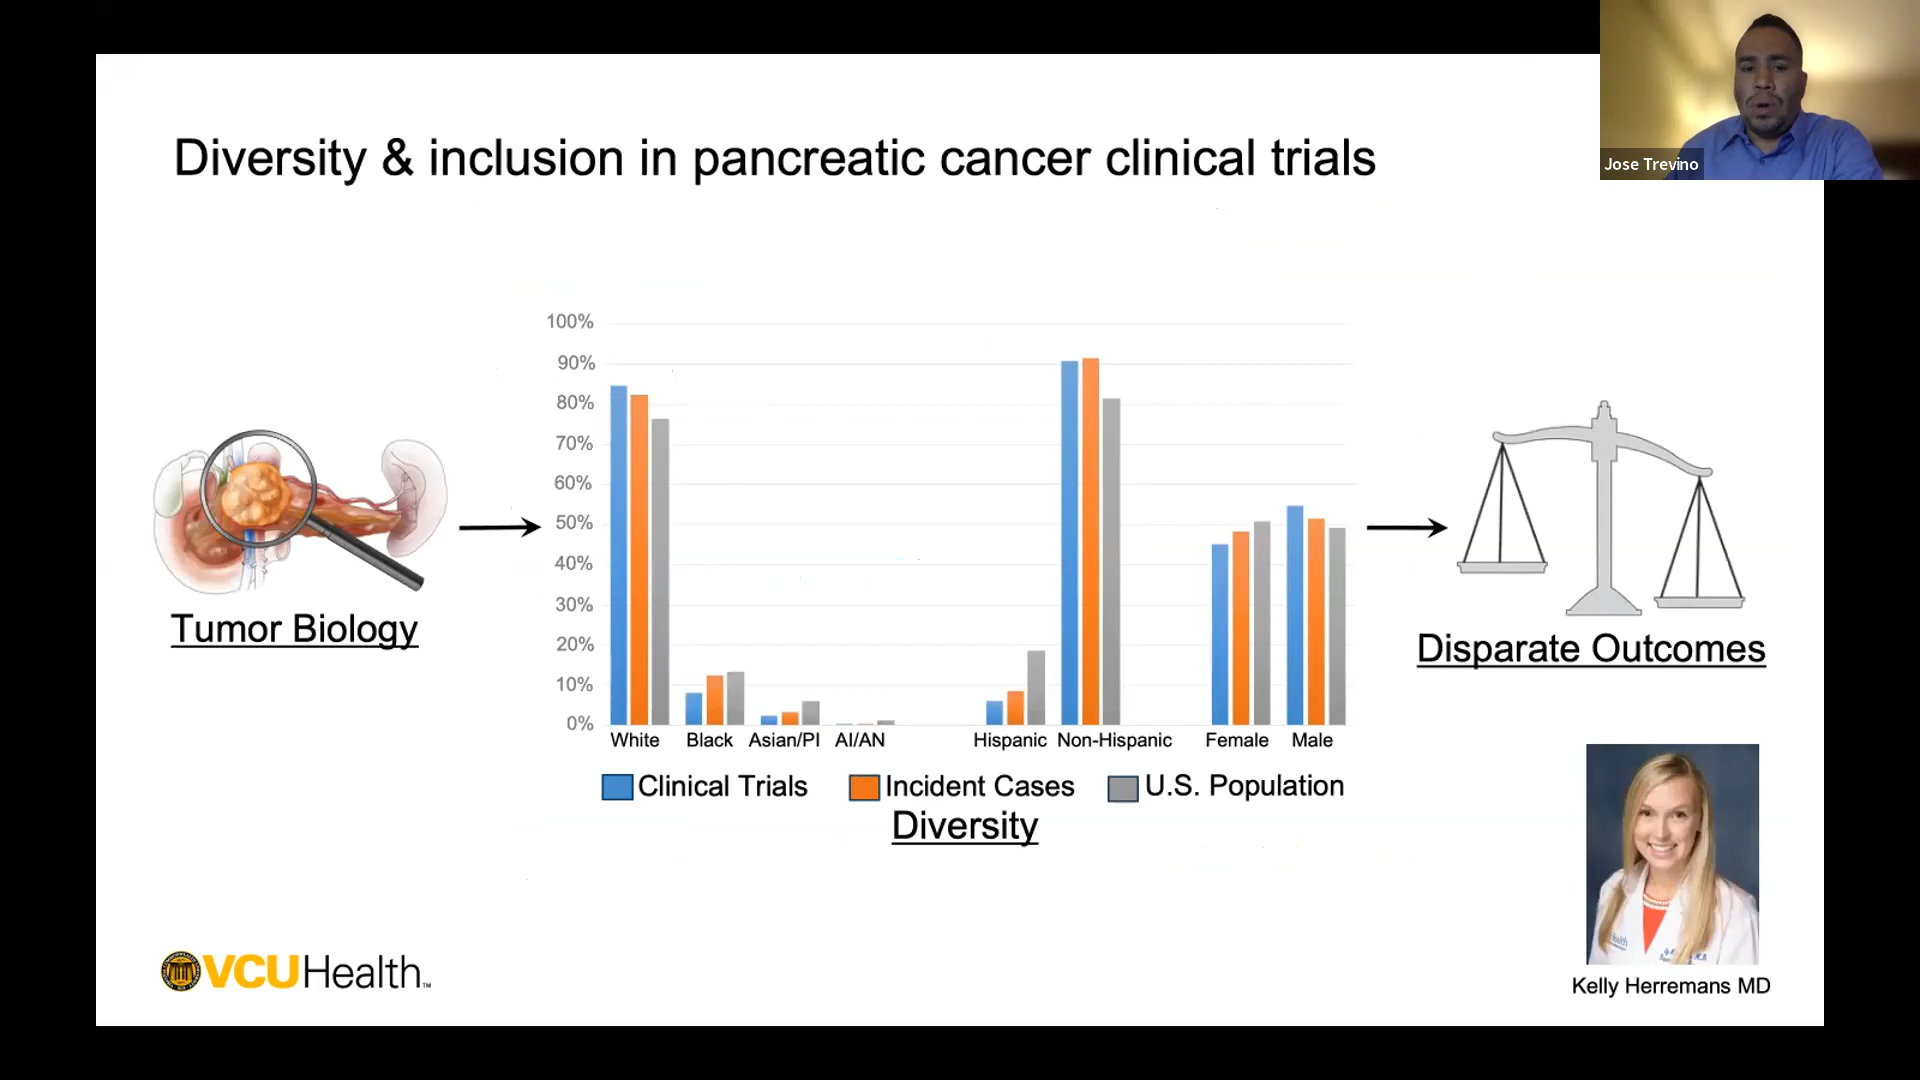 Jose Trevino
Diversity & inclusion in pancreatic cancer clinical trials
Tumor Biology
100%
90%
80%
70%
60%
50%
40%
30%
20%
10%
0%
White Black Asian/PI AI/AN Hispanic Non-Hispanic Female Male
Clinical Trials Incident Cases U.S. Population
Diversity
Disparate Outcomes
Kelly Herremans MD
VCUHealth™